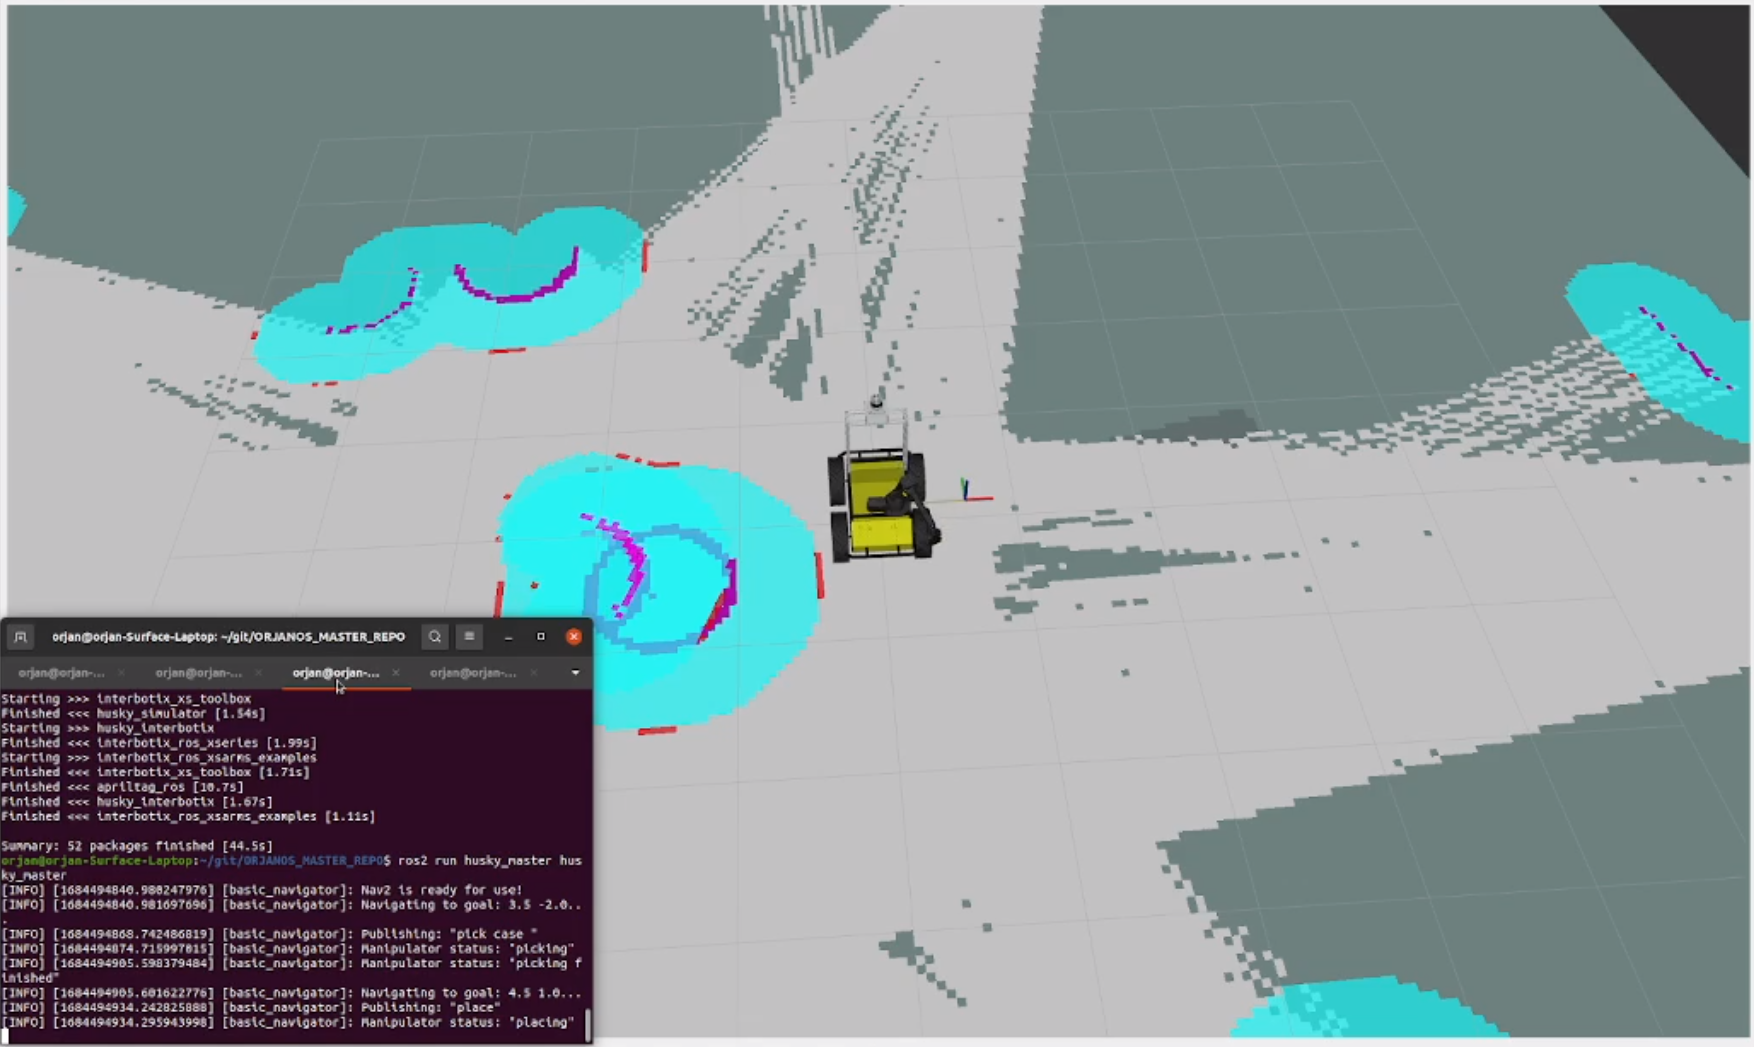 orjan@orjan-Surface-Laptop: ~/git/ORJANOS_MASTER_REPO
orjan@orjan-... orjan@orjan-... orjan@orjan-... orjan@orjan-...
Starting >>> interbotix_xs_toolbox
Finished <<< husky_simulator [1.54s]
Starting >>> husky_interbotix
Finished <<< interbotix_ros_xseries [1.99s]
Starting >>> interbotix_ros_xsarms_examples
Finished <<< interbotix_xs_toolbox [1.71s]
Finished <<< apriltag_ros [10.7s]
Finished <<< husky_interbotix [1.67s]
Finished <<< interbotix_ros_xsarms_examples [1.11s]
Summary: 52 packages finished [44.5s]
orjan@orjan-Surface-Laptop:~/git/ORJANOS_MASTER_REPO$ ros2 run husky_master hus
ky_master
[INFO] [1684494840.980247976] [basic_navigator]: Nav2 is ready for use!
[INFO] [1684494840.981697696] [basic_navigator]: Navigating to goal: 3.5 -2.0..
.
[INFO] [1684494868.742486819] [basic_navigator]: Publishing: "pick case "
[INFO] [1684494874.715997815] [basic_navigator]: Manipulator status: "picking"
[INFO] [1684494905.598379484] [basic_navigator]: Manipulator status: "picking f
inished"
[INFO] [1684494905.601622776] [basic_navigator]: Navigating to goal: 4.5 1.0...
[INFO] [1684494934.242825888] [basic_navigator]: Publishing: "place"
[INFO] [1684494934.295943998] [basic_navigator]: Manipulator status: "placing"